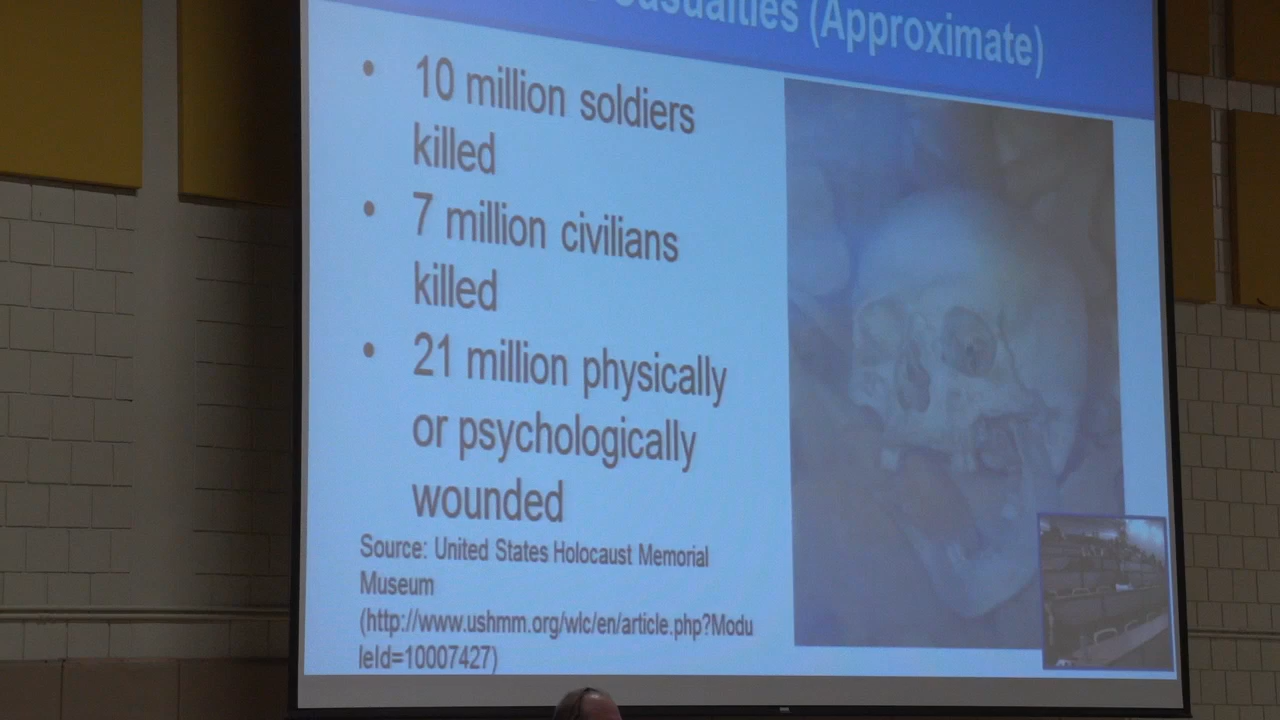 Casualties (Approximate)
• 10 million soldiers
killed
• 7 million civilians
killed
• 21 million physically
or psychologically
wounded
Source: United States Holocaust Memorial
Museum
(http://www.ushmm.org/wlc/en/article.php?Modu
leId=10007427)